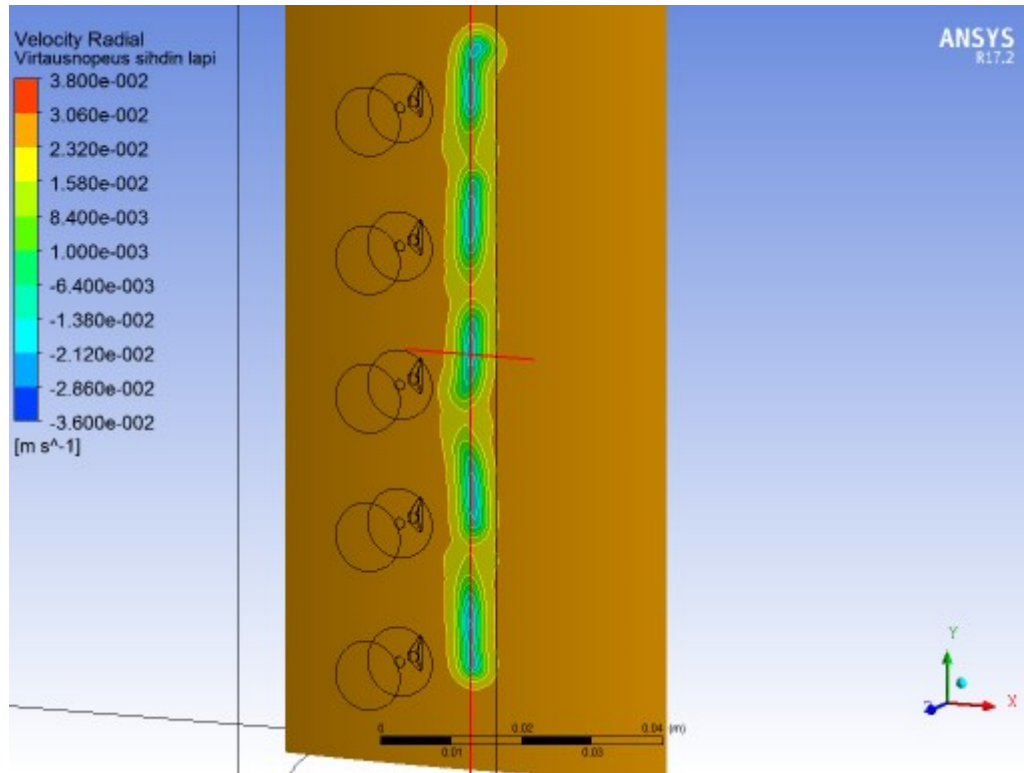 Velocity Radial
Virtausnopeus sihdin lapi
3.800e-002
3.060e-002
2.320e-002
1.580e-002
8.400e-003
1.000e-003
-6.400e-003
-1.380e-002
-2.120e-002
-2.860e-002
-3.600e-002
[m s^-1]
ANSYS
R17.2
0
0.02
0.04 (m)
0.01
0.03
Y
X